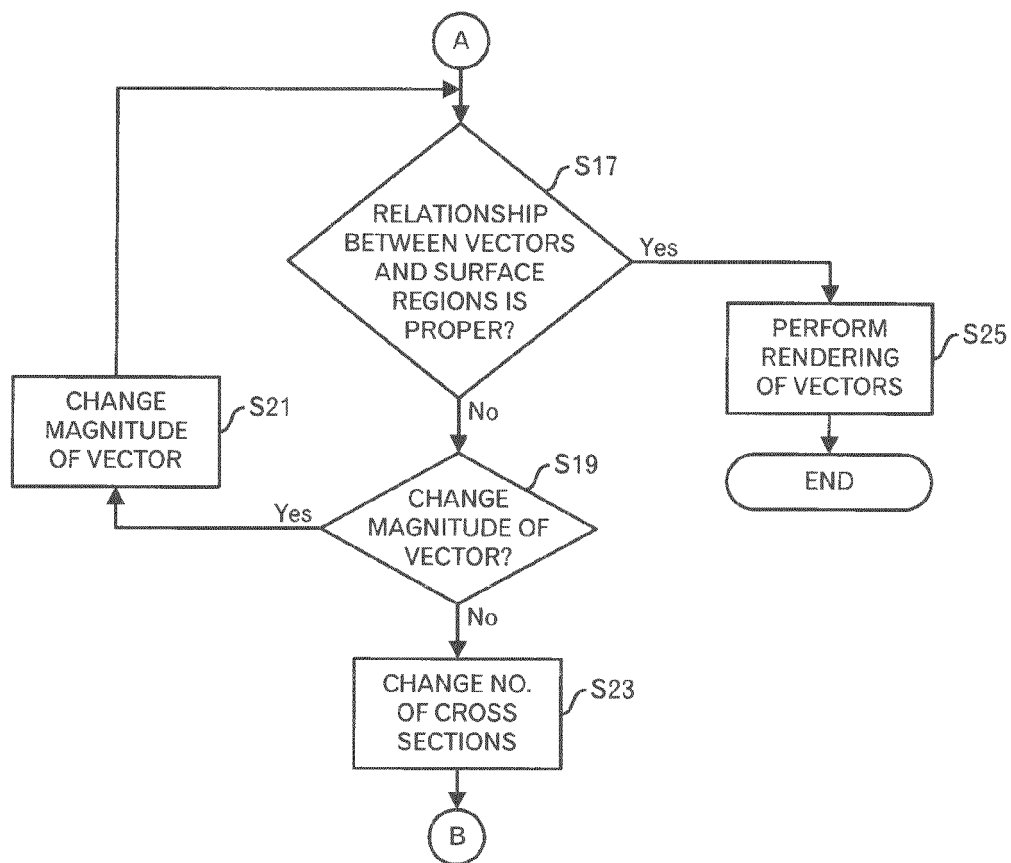 A
S17
RELATIONSHIP
BETWEEN VECTORS
AND SURFACE
REGIONS IS
PROPER?
Yes
PERFORM
RENDERING
OF VECTORS
S25
END
No
CHANGE
MAGNITUDE
OF VECTOR
S21
S19
CHANGE
MAGNITUDE OF
VECTOR?
Yes
No
CHANGE NO.
OF CROSS
SECTIONS
S23
B